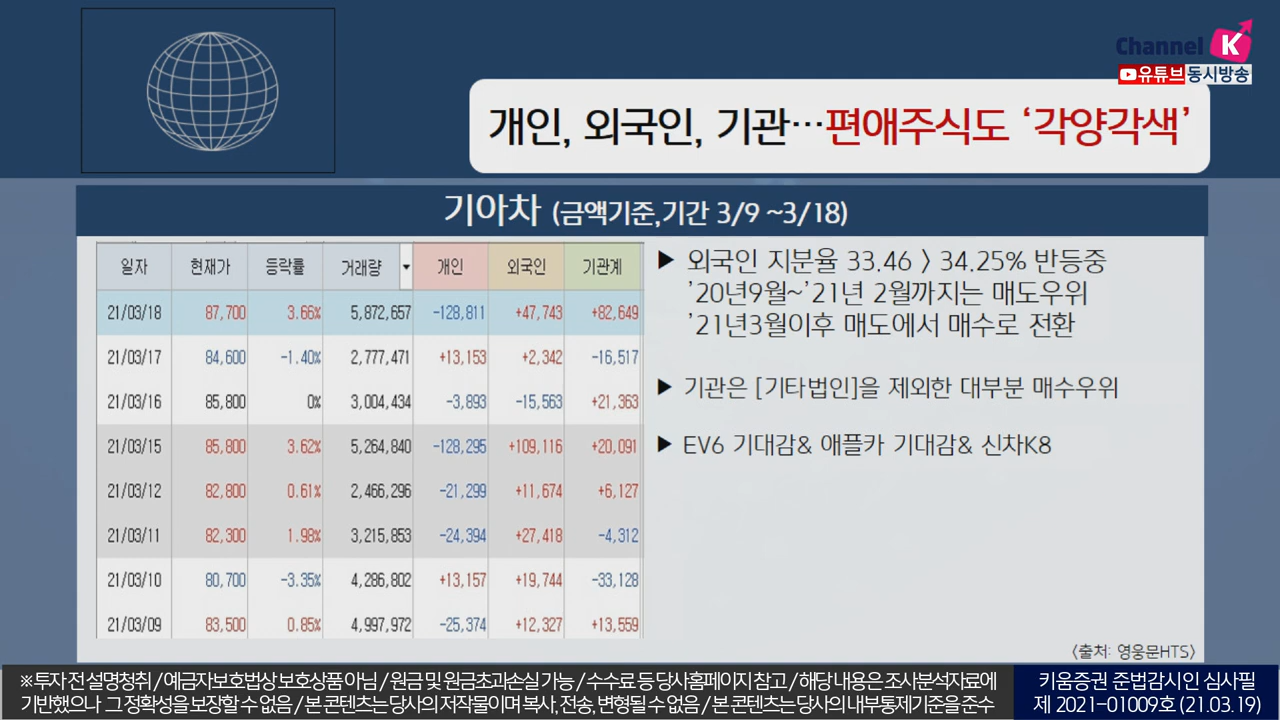 Channel K
유튜브동시방송
개인, 외국인, 기관…편애주식도 ‘각양각색’
기아차 (금액기준,기간 3/9 ~3/18)
일자 현재가 등락률 거래량 개인 외국인 기관계
21/03/18 87,700 3.66% 5,872,657 -128,811 +47,743 +82,649
21/03/17 84,600 -1.40% 2,777,471 +13,153 +2,342 -16,517
21/03/16 85,800 0% 3,004,434 -3,893 -15,563 +21,363
21/03/15 85,800 3.62% 5,264,840 -128,295 +109,116 +20,091
21/03/12 82,800 0.61% 2,466,296 -21,299 +11,674 +6,127
21/03/11 82,300 1.98% 3,215,853 -24,394 +27,418 -4,312
21/03/10 80,700 -3.35% 4,286,802 +13,157 +19,744 -33,128
21/03/09 83,500 0.85% 4,997,972 -25,374 +12,327 +13,559
▶ 외국인 지분율 33.46 > 34.25% 반등중
’20년9월~’21년 2월까지는 매도우위
’21년3월이후 매도에서 매수로 전환
▶ 기관은 [기타법인]을 제외한 대부분 매수우위
▶ EV6 기대감& 애플카 기대감& 신차K8
<출처: 영웅문HTS>
※ 투자 전 설명청취 / 예금자보호법상 보호상품 아님 / 원금 및 원금초과손실 가능 / 수수료 등 당사홈페이지 참고 / 해당 내용은 조사분석자료에
기반했으나 그 정확성을 보장할 수 없음 / 본 콘텐츠는 당사의 저작물이며 복사, 전송, 변형될 수 없음 / 본 콘텐츠는 당사의 내부통제기준을 준수
키움증권 준법감시인 심사필
제 2021-01009호 (21.03.19)